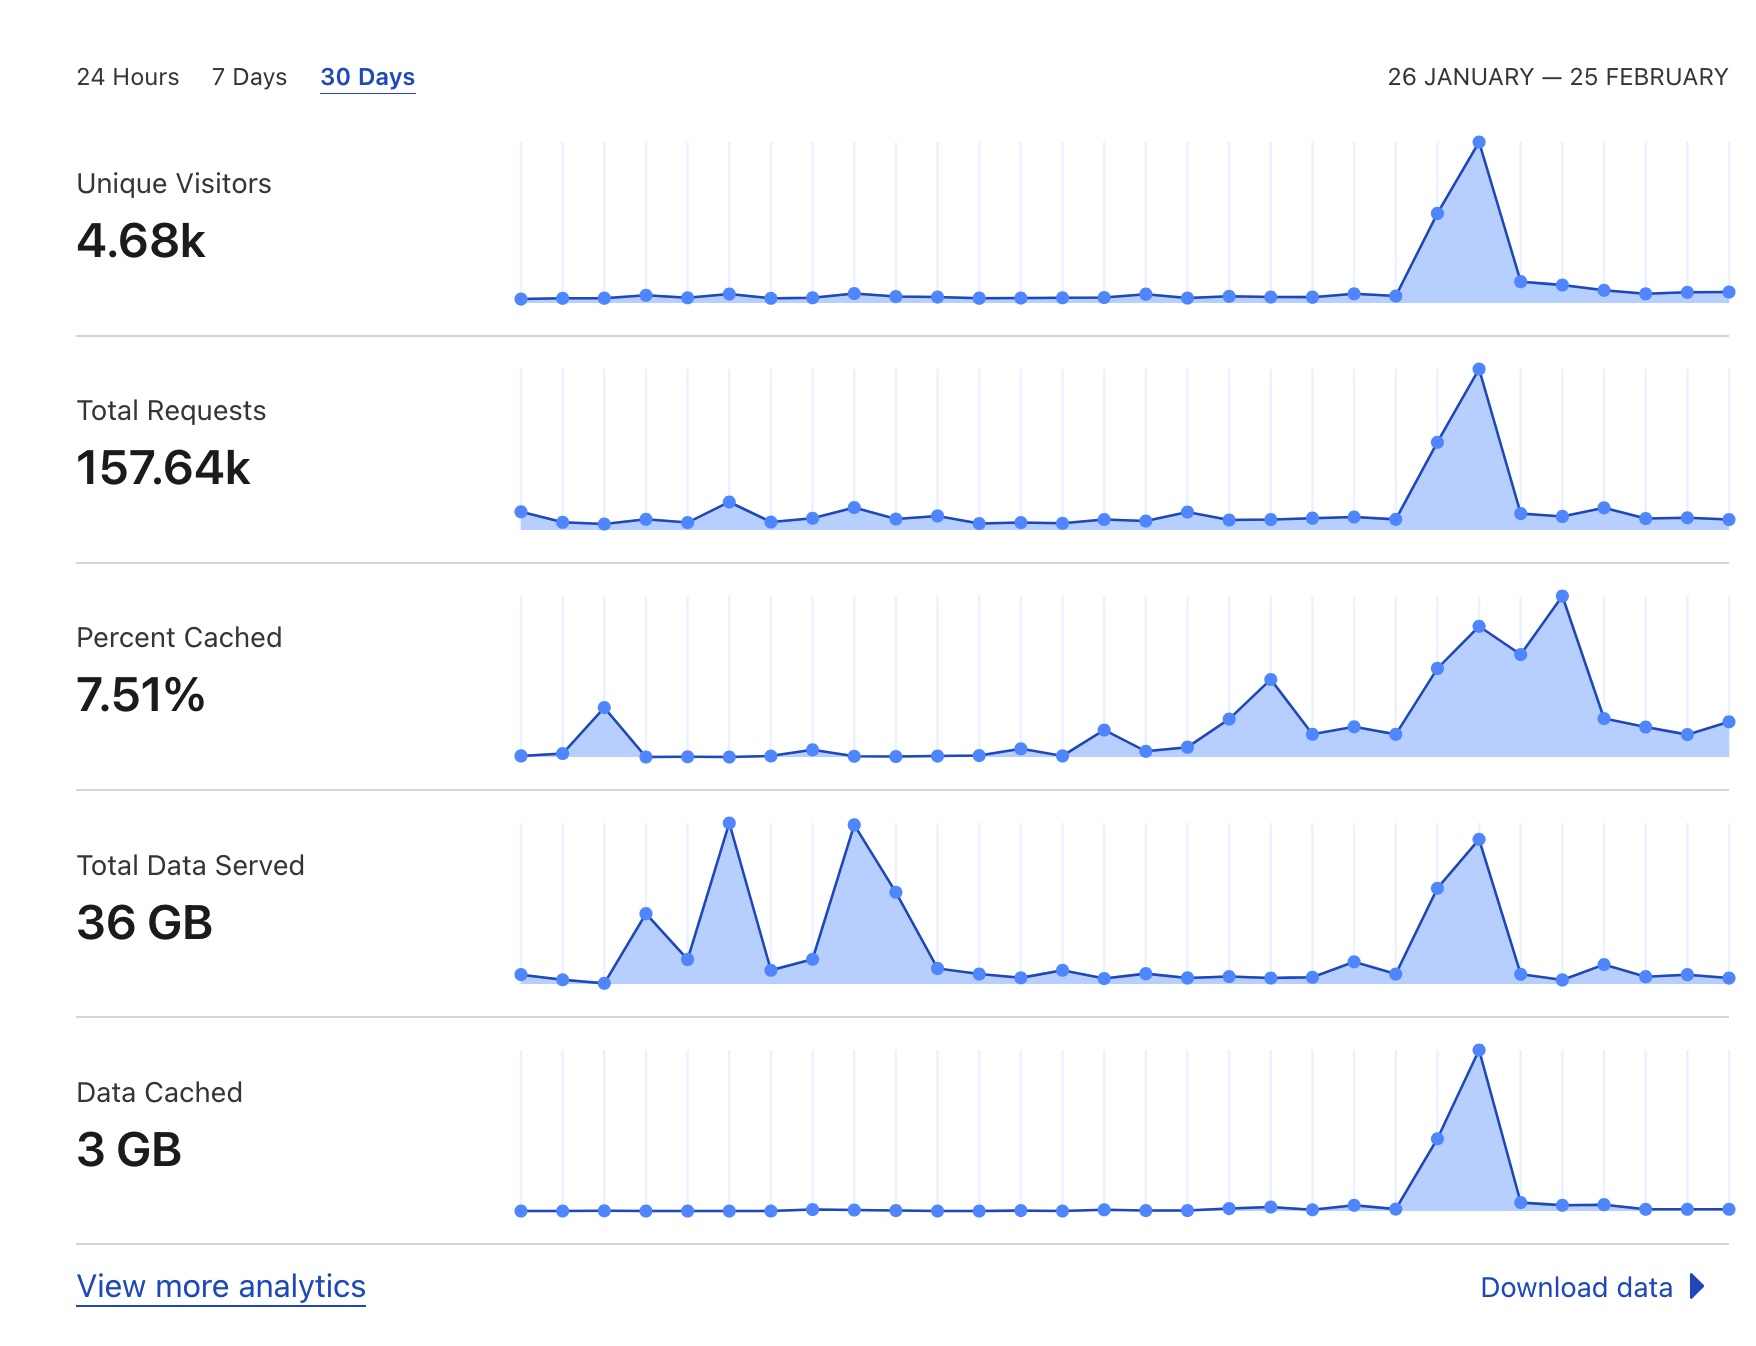 24 Hours 7 Days 30 Days 26 JANUARY — 25 FEBRUARY
Unique Visitors
4.68k
Total Requests
157.64k
Percent Cached
7.51%
Total Data Served
36 GB
Data Cached
3 GB
View more analytics Download data